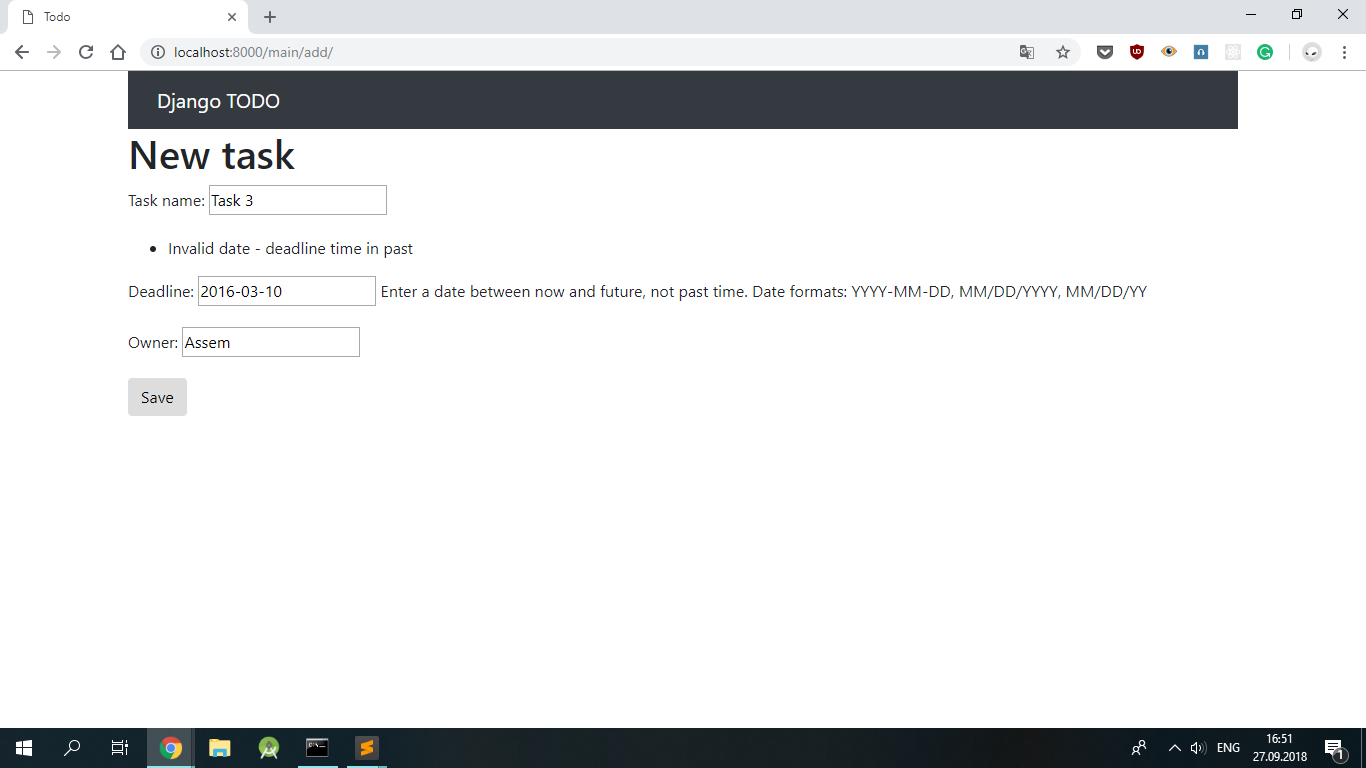 Todo
localhost:8000/main/add/
Django TODO
New task
Task name: Task 3
Invalid date - deadline time in past
Deadline: 2016-03-10 Enter a date between now and future, not past time. Date formats: YYYY-MM-DD, MM/DD/YYYY, MM/DD/YY
Owner: Assem
Save
ENG
16:51
27.09.2018
1